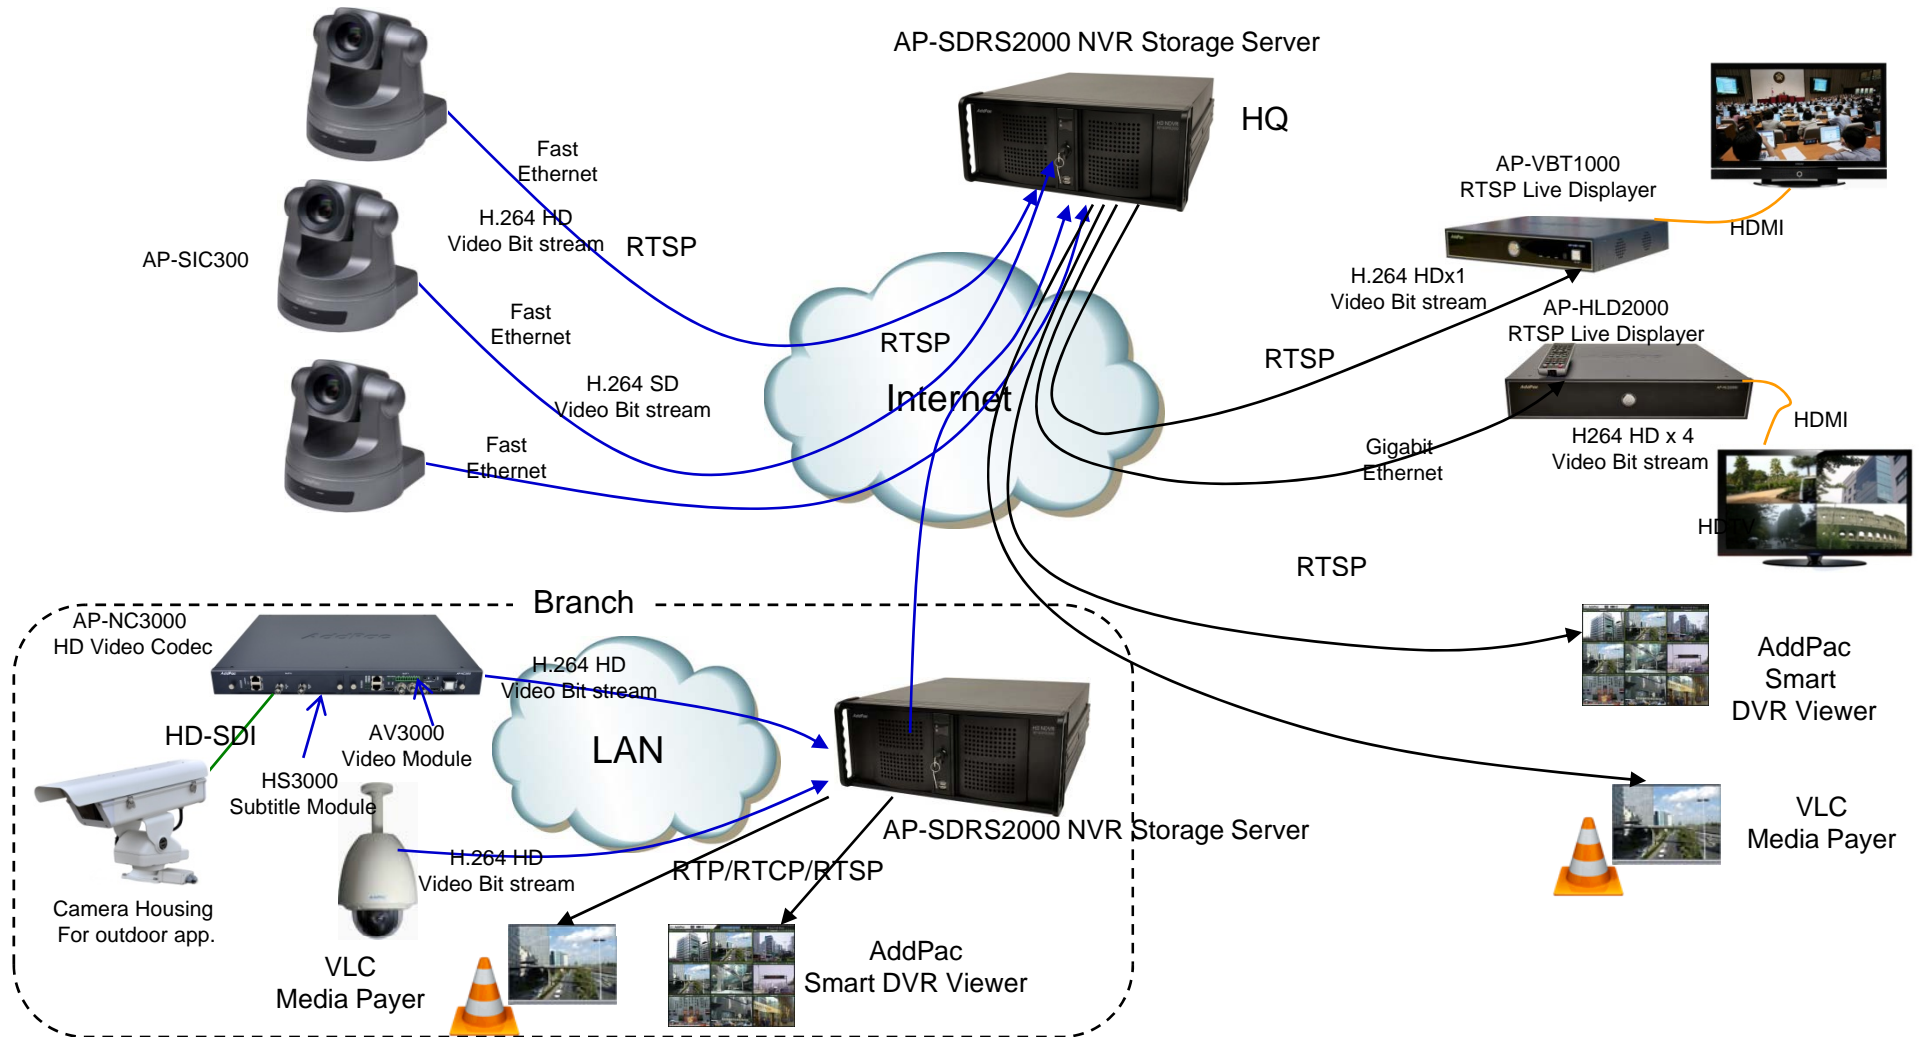 AP-SDRS2000 NVR Storage Server
HQ
Fast
Ethernet
H.264 HD
Video Bit stream
RTSP
AP-SIC300
Fast
Ethernet
H.264 SD
Video Bit stream
Fast
Ethernet
RTSP
Internet
AP-VBT1000
RTSP Live Displayer
HDMI
H.264 HDx1
Video Bit stream
AP-HLD2000
RTSP Live Displayer
RTSP
AddPac
HDMI
Gigabit
Ethernet
H264 HD x 4
Video Bit stream
HDTV
RTSP
Branch
AP-NC3000
HD Video Codec
AddPac
H.264 HD
Video Bit stream
HD-SDI
AV3000
Video Module
LAN
HS3000
Subtitle Module
AP-SDRS2000 NVR Storage Server
H.264 HD
Video Bit stream
RTP/RTCP/RTSP
Camera Housing
For outdoor app.
VLC
Media Payer
AddPac
Smart DVR Viewer
AddPac
Smart
DVR Viewer
VLC
Media Payer